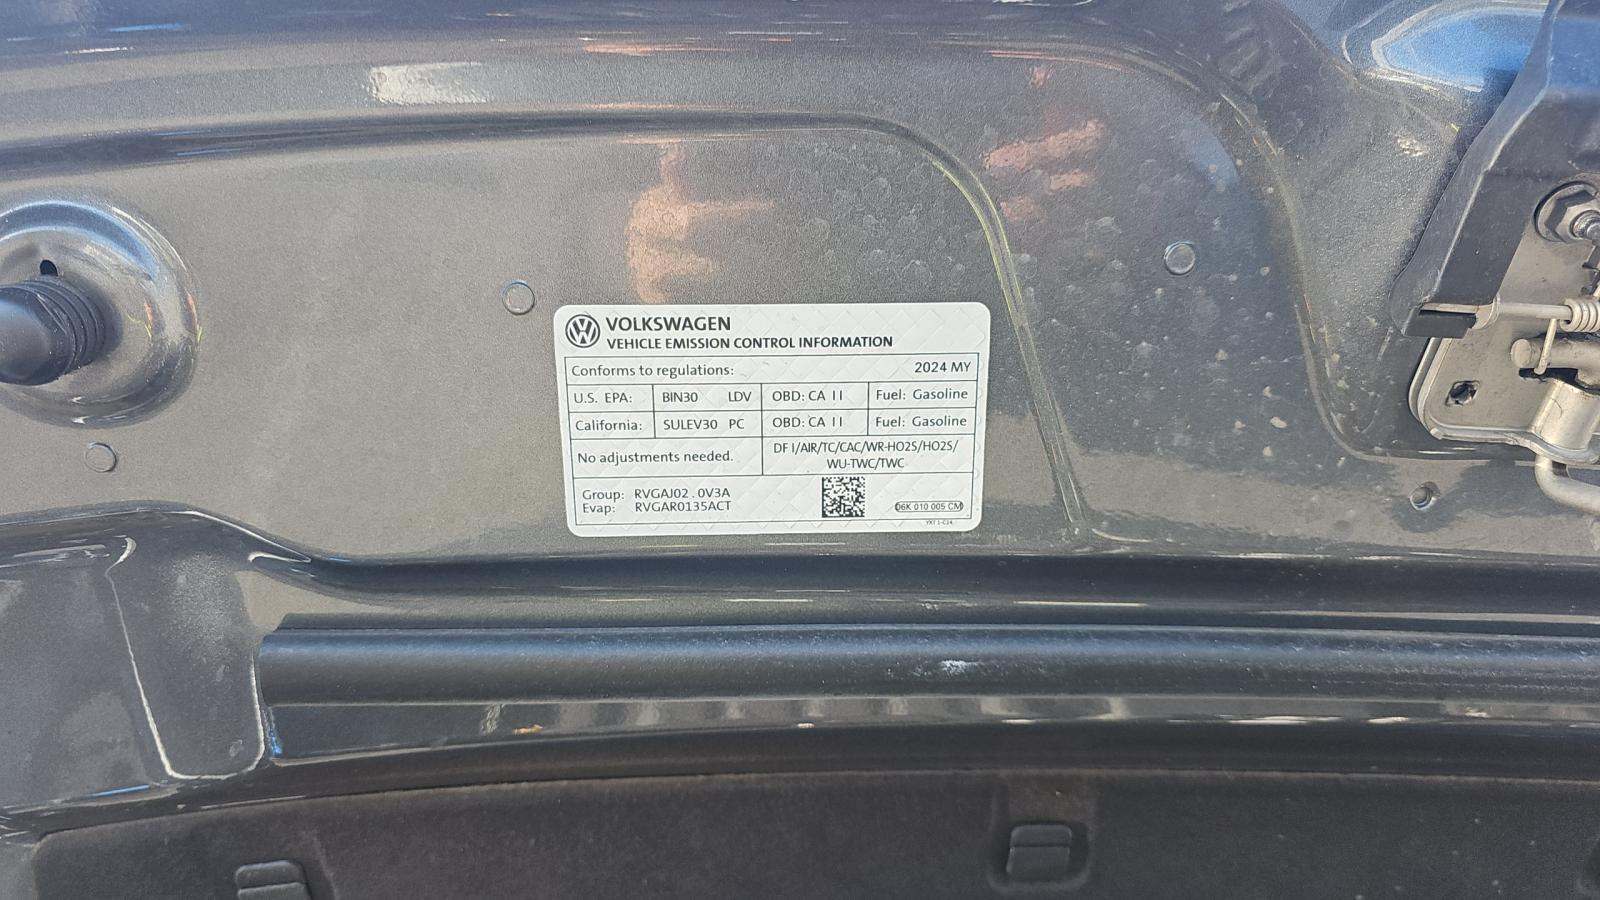 VOLKSWAGEN
VEHICLE EMISSION CONTROL INFORMATION
Conforms to regulations: 2024 MY
U.S. EPA: BIN30 LDV OBD: CA II Fuel: Gasoline
California: SULEV30 PC OBD: CA II Fuel: Gasoline
No adjustments needed. DFI/AIR/TC/CAC/WR-HO2S/HO2S/
WU-TWC/TWC
Group: RVGAJ02.0V3A
Evap: RVGAR0135ACT
06K 010 005 CM